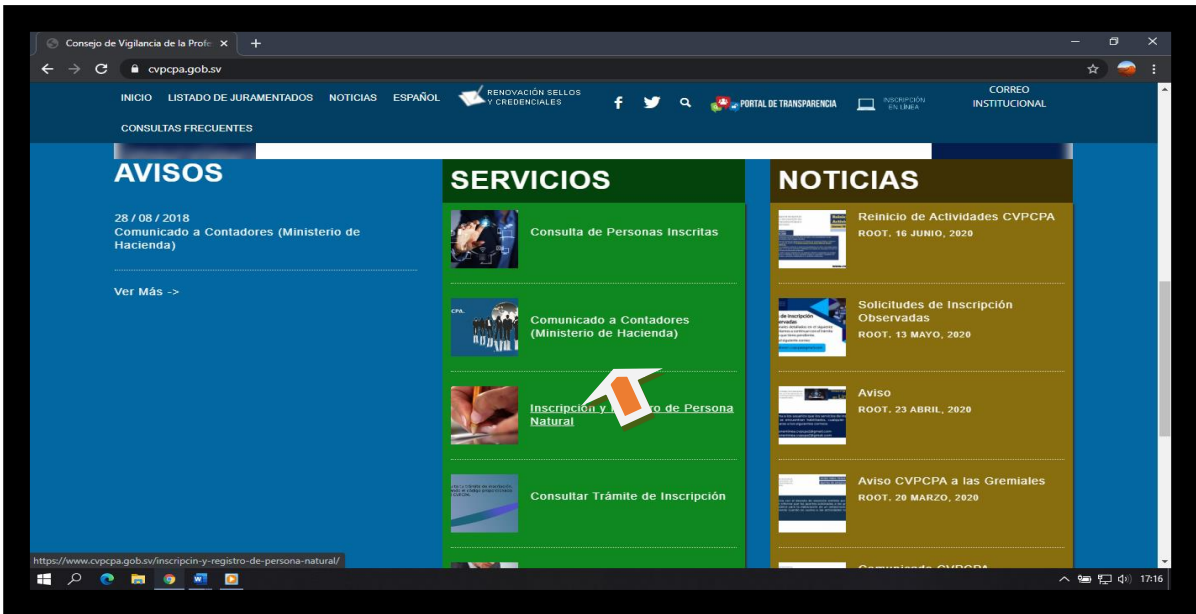 Consejo de Vigilancia de la Profe
cvpcpa.gob.sv
INICIO LISTADO DE JURAMENTADOS NOTICIAS ESPAÑOL RENOVACIÓN SELLOS Y CREDENCIALES PORTAL DE TRANSPARENCIA INSCRIPCIÓN EN LÍNEA CORREO INSTITUCIONAL
CONSULTAS FRECUENTES
AVISOS
28 / 08 / 2018
Comunicado a Contadores (Ministerio de
Hacienda)
Ver Más ->
SERVICIOS
Consulta de Personas Inscritas
CPA.
Comunicado a Contadores
(Ministerio de Hacienda)
Inscripción y ro de Persona
Natural
Consultar Trámite de Inscripción
NOTICIAS
Reinicio de Actividades CVPCPA
ROOT. 16 JUNIO, 2020
Solicitudes de Inscripción
Observadas
ROOT. 13 MAYO, 2020
Aviso
ROOT. 23 ABRIL, 2020
Aviso CVPCPA a las Gremiales
ROOT. 20 MARZO, 2020
https://www.cvpcpa.gob.sv/inscripcin-y-registro-de-persona-natural/
17:16